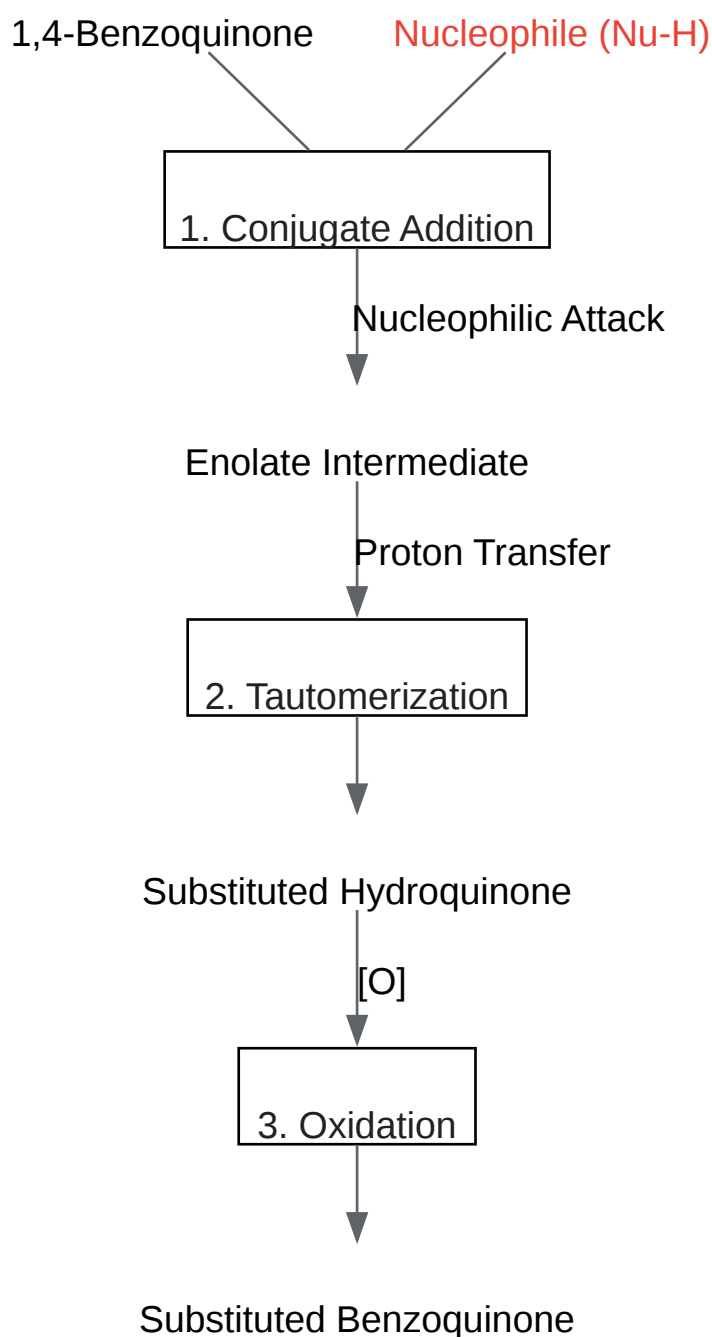 1,4-Benzoquinone
Nucleophile (Nu-H)
1. Conjugate Addition
Nucleophilic Attack
Enolate Intermediate
Proton Transfer
2. Tautomerization
Substituted Hydroquinone
[O]
3. Oxidation
Substituted Benzoquinone